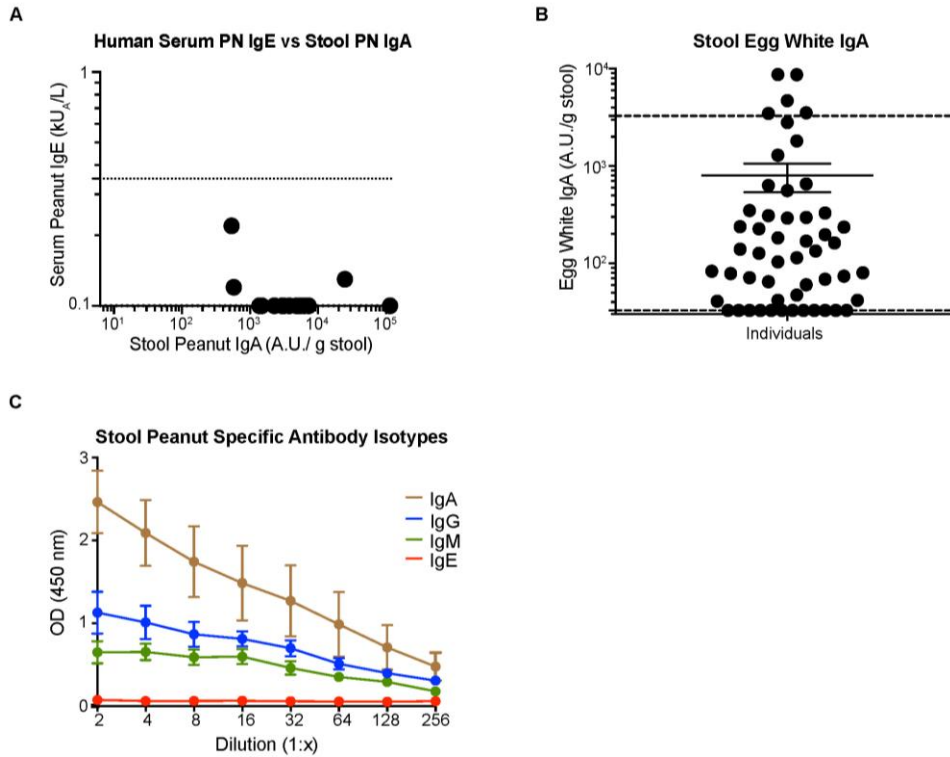 A
Human Serum PN IgE vs Stool PN IgA
Serum Peanut IgE (kU_A/L)
1
0.1
10¹ 10² 10³ 10⁴ 10⁵
Stool Peanut IgA (A.U./ g stool)
B
Stool Egg White IgA
Egg White IgA (A.U./g stool)
10⁴
10³
10²
Individuals
C
Stool Peanut Specific Antibody Isotypes
OD (450 nm)
3
2
1
0
2 4 8 16 32 64 128 256
Dilution (1:x)
IgA
IgG
IgM
IgE